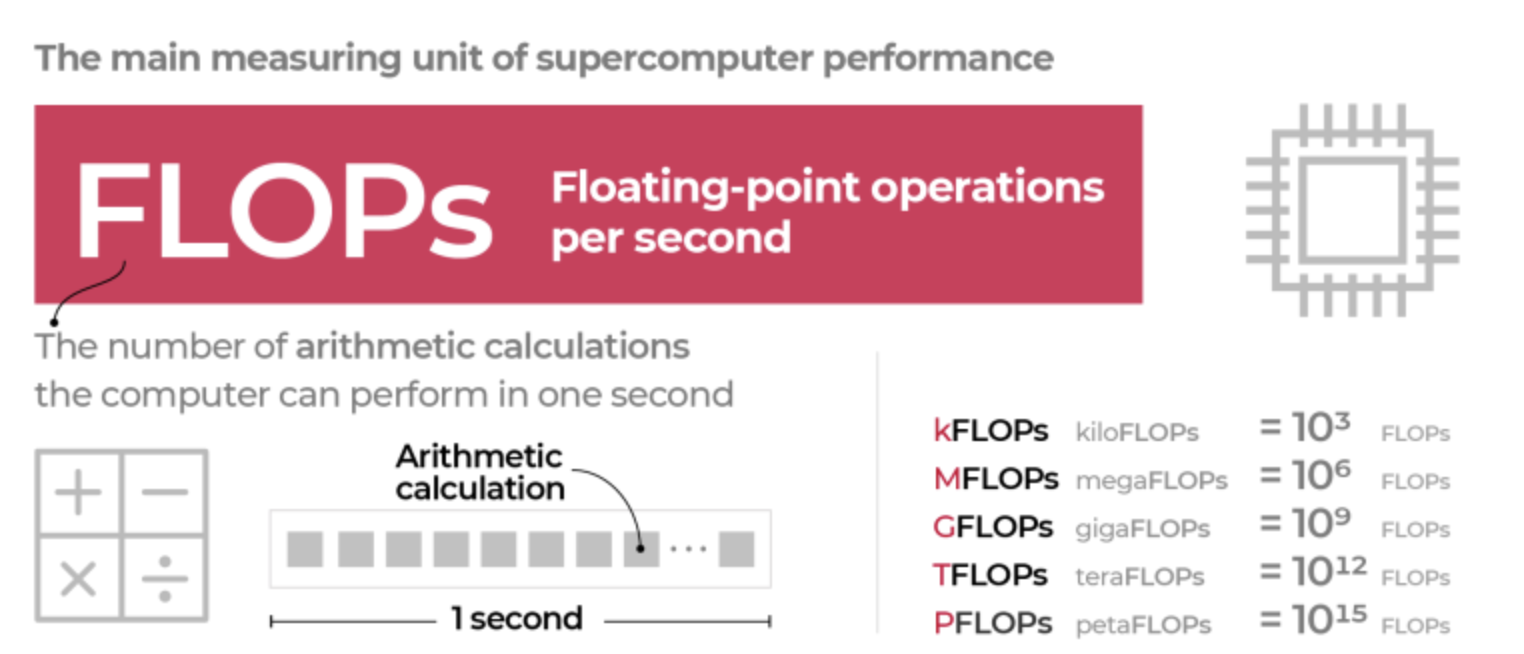 The main measuring unit of supercomputer performance
FLOPs
Floating-point operations
per second
The number of arithmetic calculations
the computer can perform in one second
Arithmetic
calculation
...
1 second
kFLOPs kiloFLOPs = 10³ FLOPs
MFLOPs megaFLOPs = 10⁶ FLOPs
GFLOPs gigaFLOPs = 10⁹ FLOPs
TFLOPs teraFLOPs = 10¹² FLOPs
PFLOPs petaFLOPs = 10¹⁵ FLOPs